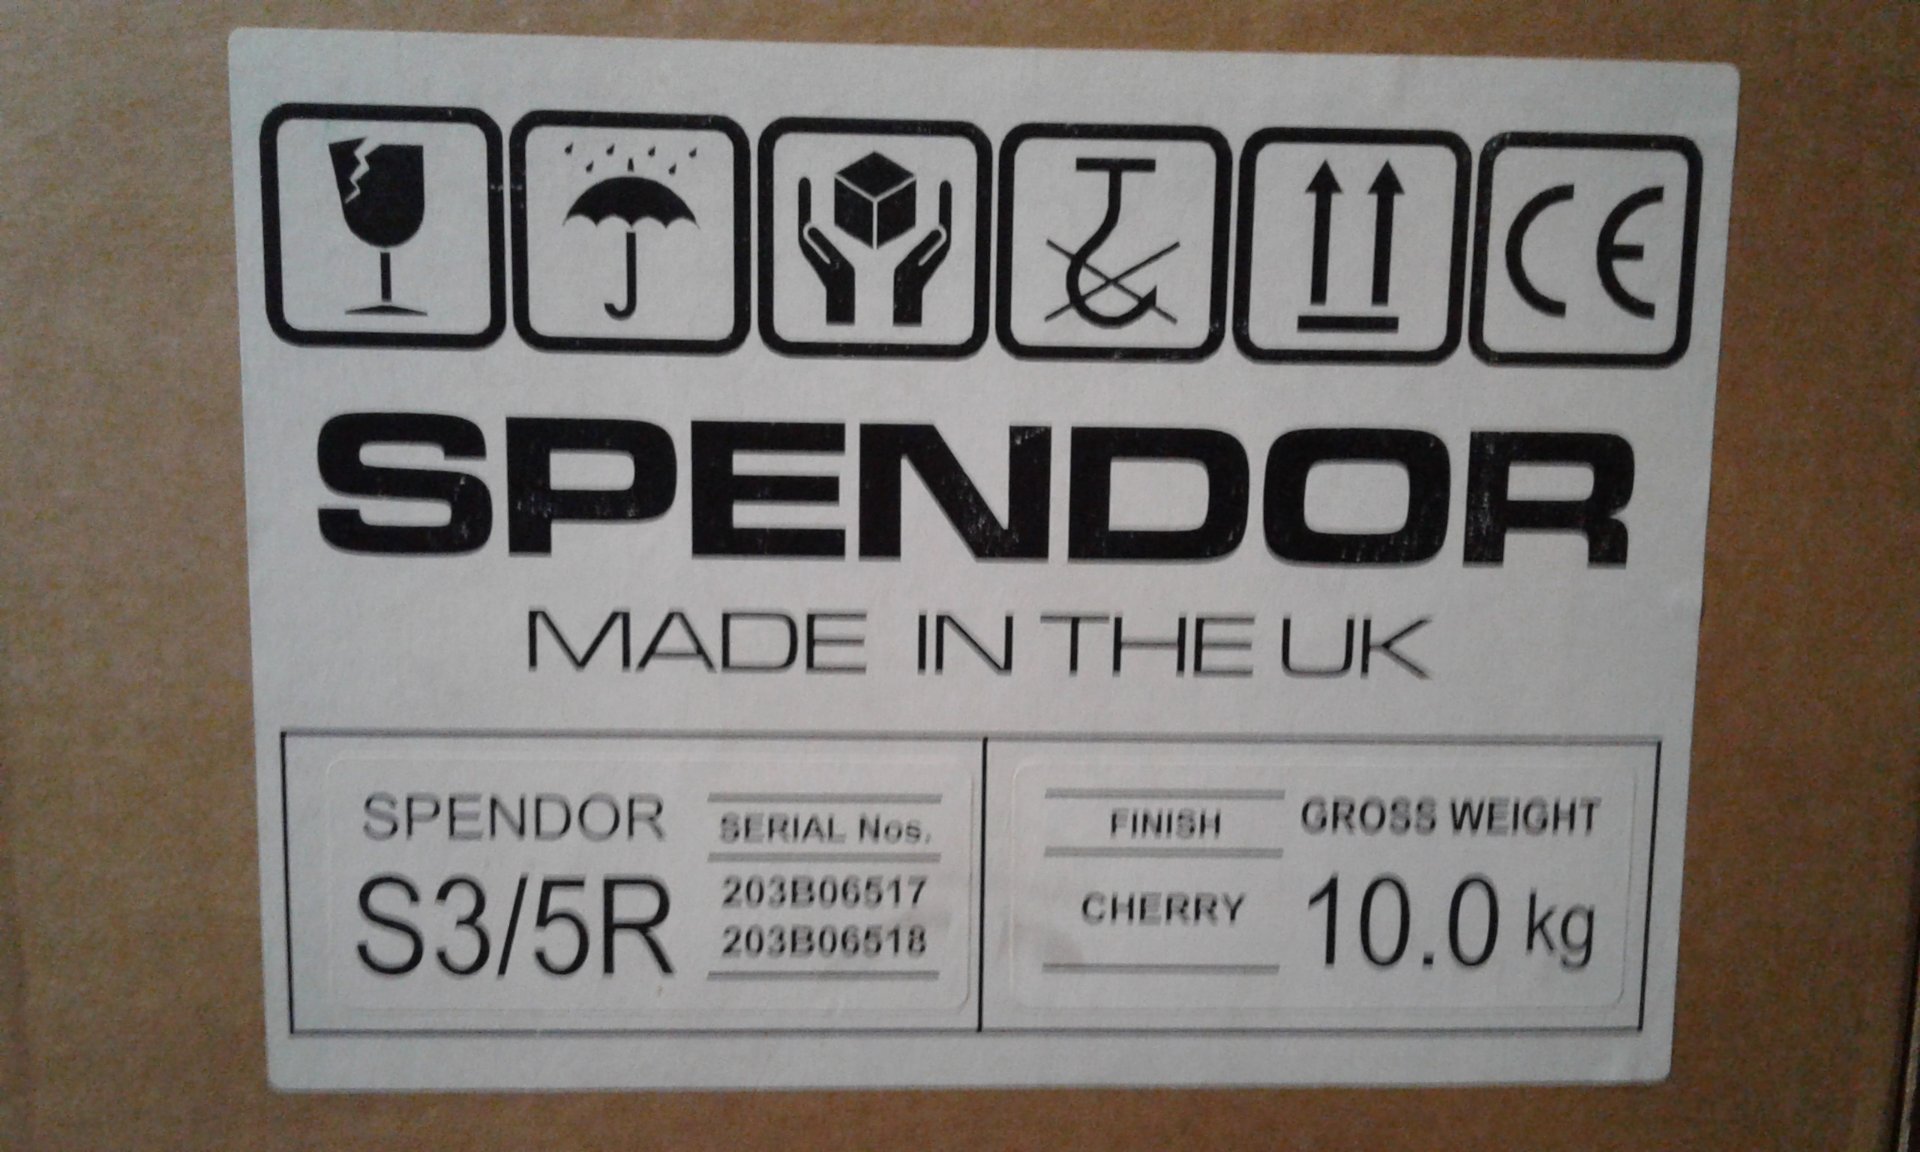 CE
SPENDOR
MADE IN THE UK
SPENDOR
S3/5R
SERIAL Nos.
203B06517
203B06518
FINISH
CHERRY
GROSS WEIGHT
10.0 kg